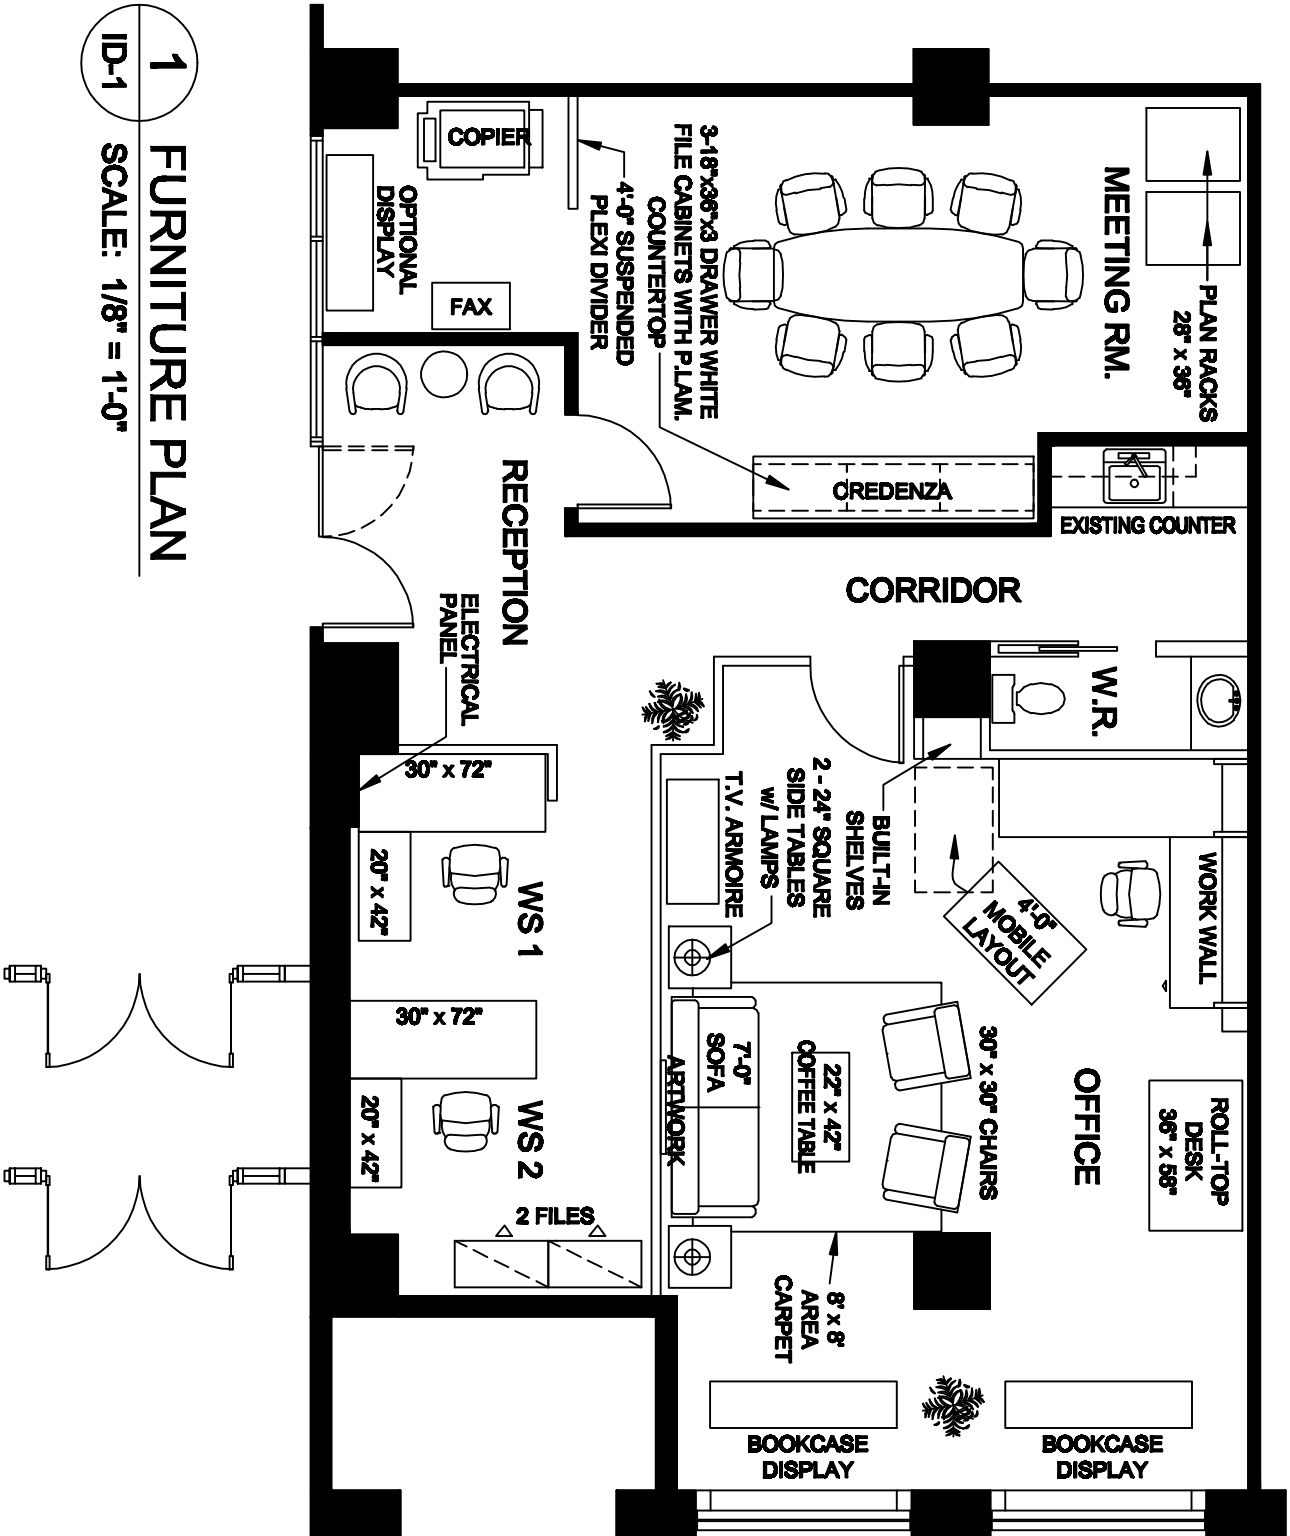 1
ID-1
FURNITURE PLAN
SCALE: 1/8" = 1'-0"
COPIER
OPTIONAL
DISPLAY
FAX
4'-0" SUSPENDED
PLEXI DIVIDER
3-18"x36"x3 DRAWER WHITE
FILE CABINETS WITH P.LAM.
COUNTERTOP
MEETING RM.
PLAN RACKS
28" x 36"
CREDENZA
EXISTING COUNTER
RECEPTION
CORRIDOR
W.R.
ELECTRICAL
PANEL
30" x 72"
20" x 42"
WS 1
30" x 72"
20" x 42"
WS 2
2 FILES
T.V. ARMOIRE
2 - 24" SQUARE
SIDE TABLES
w/ LAMPS
BUILT-IN
SHELVES
4'-0"
MOBILE
LAYOUT
WORK WALL
OFFICE
ROLL-TOP
DESK
36" x 58"
30" x 30" CHAIRS
22" x 42"
COFFEE TABLE
7'-0"
SOFA
ARTWORK
8' x 8'
AREA
CARPET
BOOKCASE
DISPLAY
BOOKCASE
DISPLAY